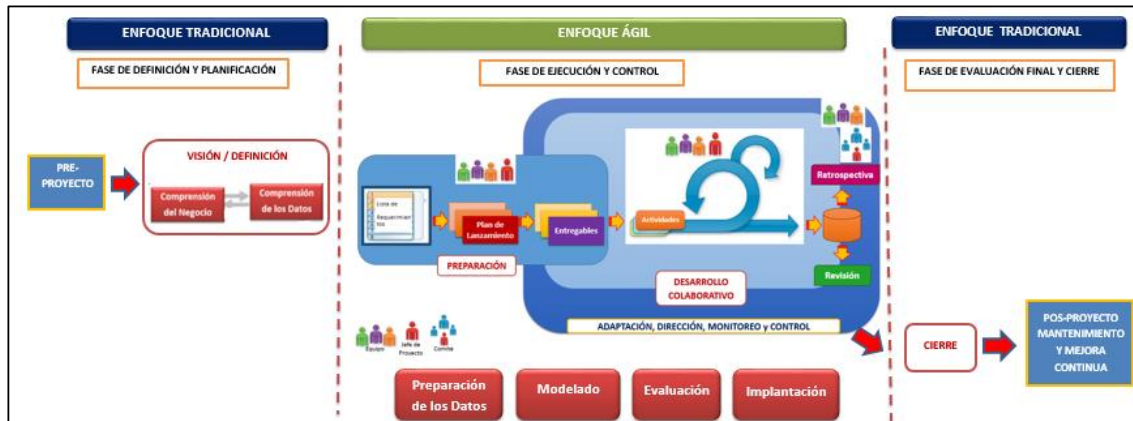 ENFOQUE TRADICIONAL
FASE DE DEFINICIÓN Y PLANIFICACIÓN
PRE-
PROYECTO
VISIÓN / DEFINICIÓN
Comprensión
del Negocio
Comprensión
de los Datos
ENFOQUE ÁGIL
FASE DE EJECUCIÓN Y CONTROL
Lista de
Requerimien
tos
Plan de
Lanzamiento
Entregables
PREPARACIÓN
Actividades
Retrospectiva
Revisión
DESARROLLO
COLABORATIVO
ADAPTACIÓN, DIRECCIÓN, MONITOREO y CONTROL
Equipo
Jefe de
Proyecto
Comité
Preparación
de los Datos
Modelado
Evaluación
Implantación
ENFOQUE TRADICIONAL
FASE DE EVALUACIÓN FINAL Y CIERRE
CIERRE
POS-PROYECTO
MANTENIMIENTO
Y MEJORA
CONTINUA